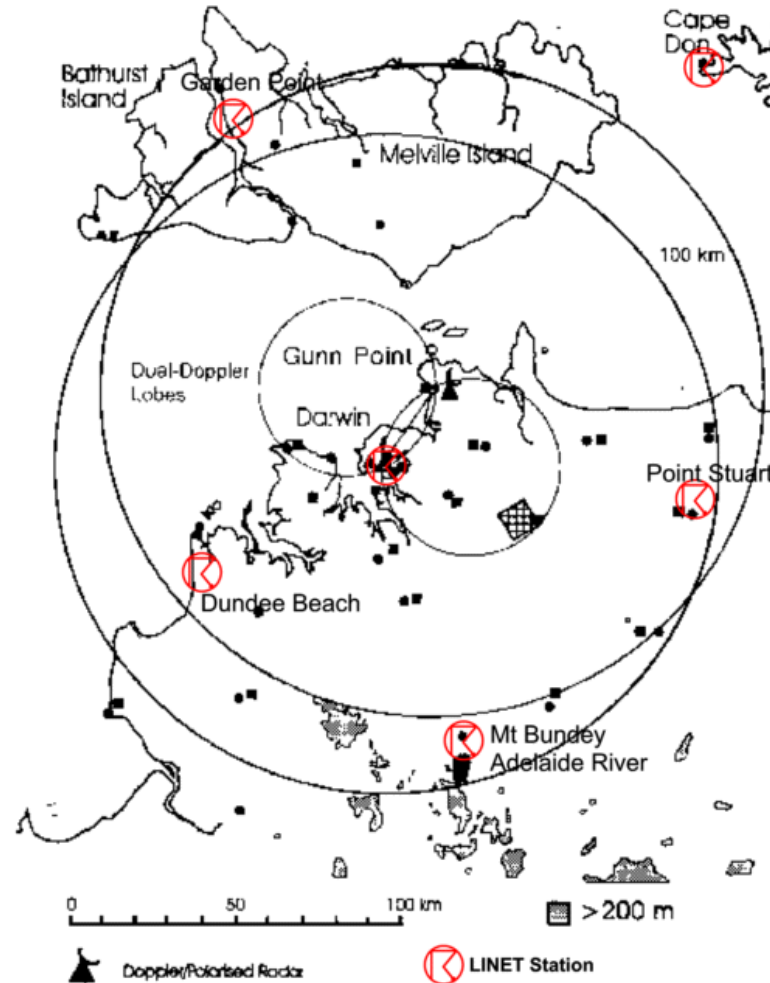 Cape
Don
Bathurst
Island
Garden Point
Melville Island
100 km
Gunn Point
Dual-Doppler
Lobes
Darwin
Point Stuart
Dundee Beach
Mt Bundey
Adelaide River
0 50 100 km
>200 m
Doppler/Polarised Radar
LINET Station